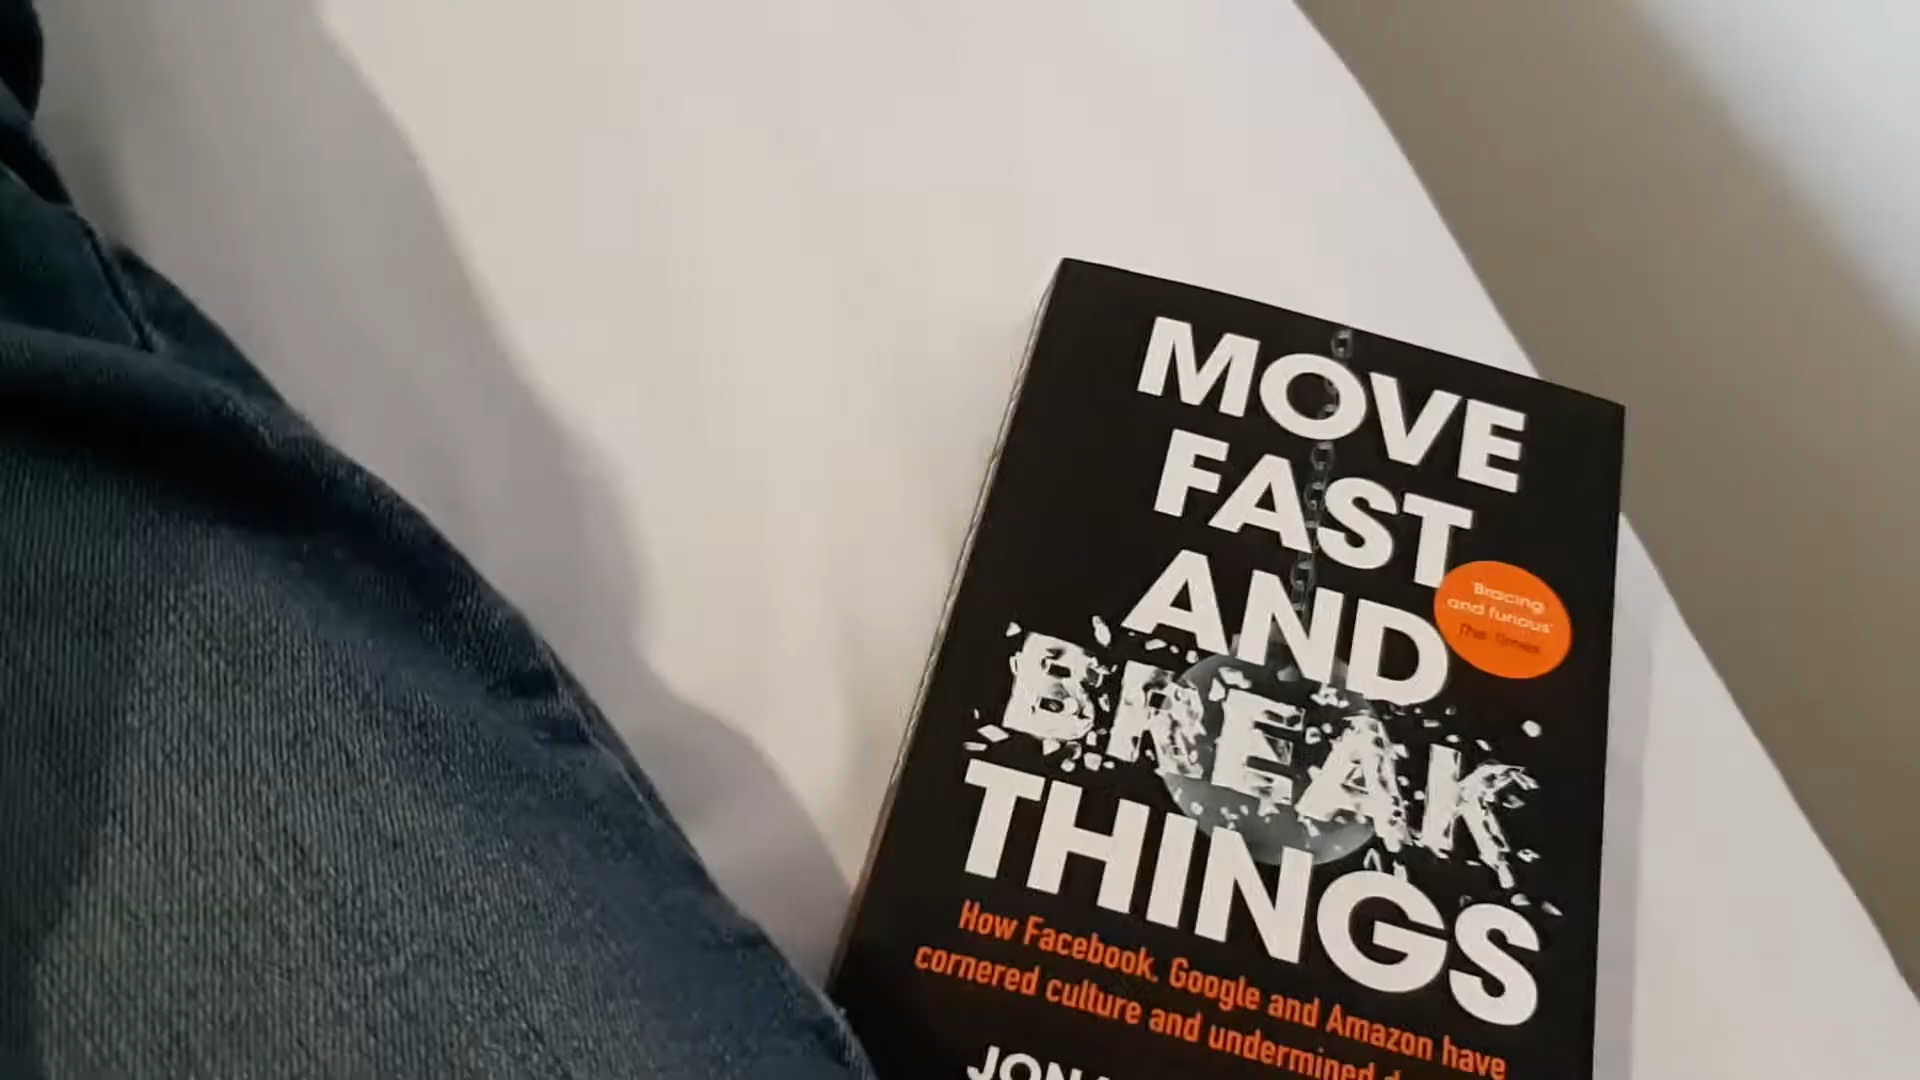 MOVE
FAST
AND
BREAK
THINGS
'Bracing
and furious'
The Times
How Facebook, Google and Amazon have
cornered culture and undermined